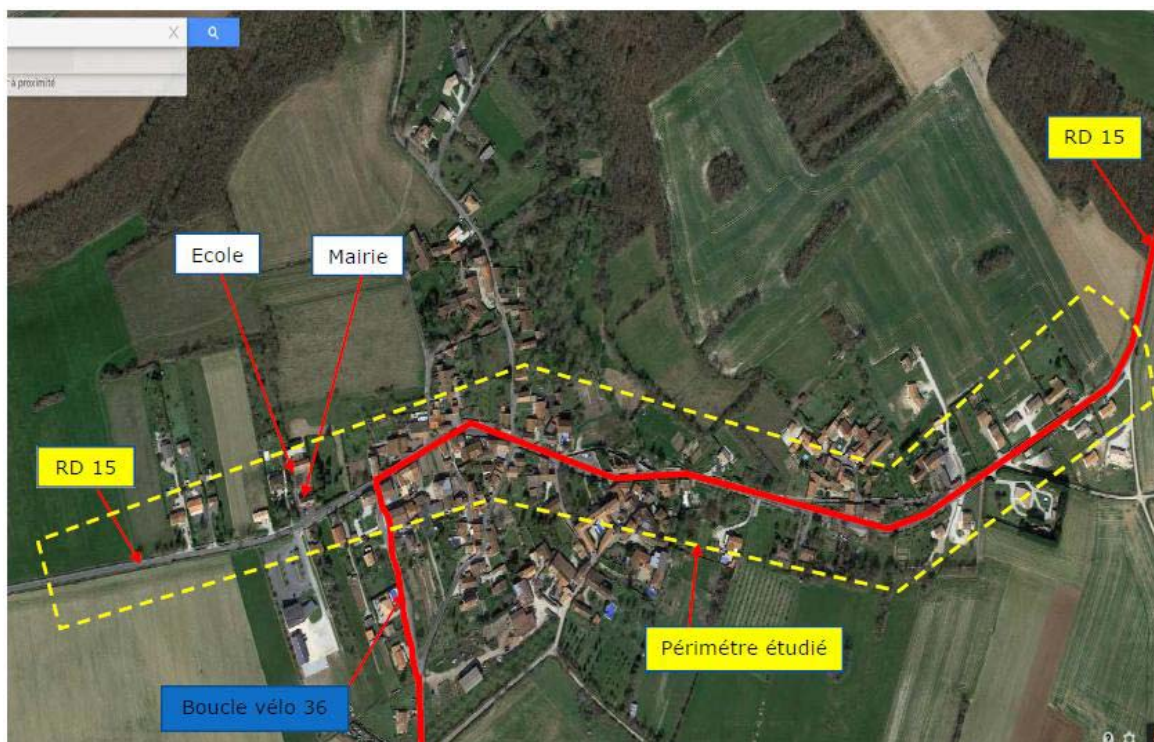 X
r à proximité
RD 15
Ecole
Mairie
RD 15
Périmétre étudié
Boucle vélo 36
?